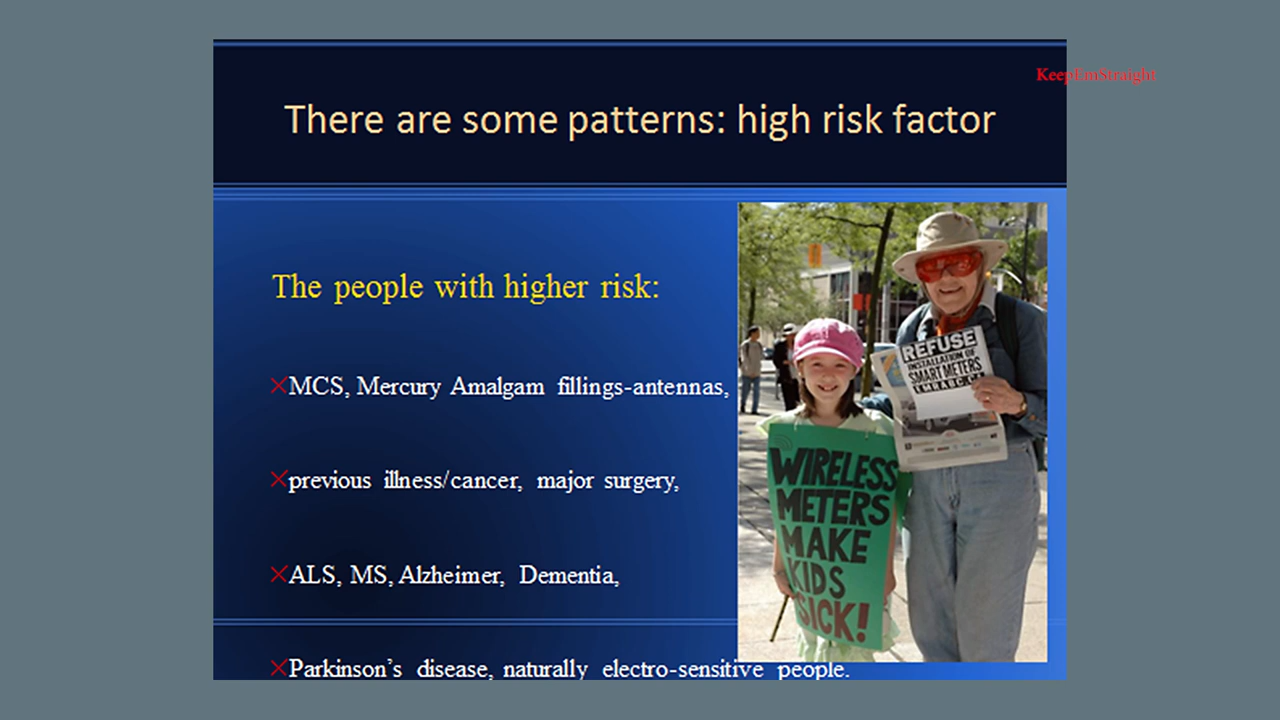 KeepEmStraight
There are some patterns: high risk factor
The people with higher risk:
MCS, Mercury Amalgam fillings-antennas,
previous illness/cancer, major surgery,
ALS, MS, Alzheimer, Dementia,
Parkinson's disease, naturally electro-sensitive people.
REFUSE
INSTALLATION OF
SMART METERS
WIRELESS
METERS
MAKE
KIDS
SICK!